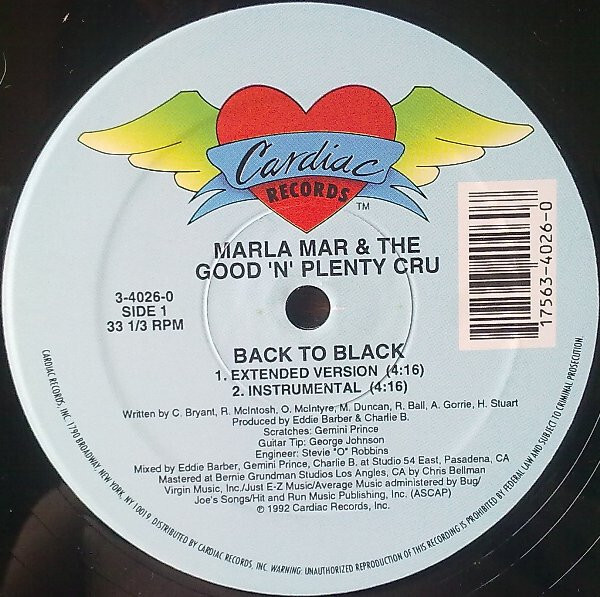 Cardiac
RECORDS
TM
MARLA MAR & THE
GOOD 'N' PLENTY CRU
3-4026-0
SIDE 1
33 1/3 RPM
17563-4026-0
BACK TO BLACK
1. EXTENDED VERSION (4:16)
2. INSTRUMENTAL (4:16)
Written by C. Bryant, R. McIntosh, O. McIntyre, M. Duncan, R. Ball, A. Gorrie, H. Stuart
Produced by Eddie Barber & Charlie B.
Scratches: Gemini Prince
Guitar Tip: George Johnson
Engineer: Stevie "O" Robbins
Mixed by Eddie Barber, Gemini Prince, Charlie B. at Studio 54 East, Pasadena, CA
Mastered at Bernie Grundman Studios Los Angeles, CA by Chris Bellman
Virgin Music, Inc./Just E-Z Music/Average Music administered by Bug/
Joe's Songs/Hit and Run Music Publishing, Inc. (ASCAP)
© 1992 Cardiac Records, Inc.
CARDIAC RECORDS, INC. 1790 BROADWAY, NEW YORK, NY 10019. DISTRIBUTED BY CARDIAC RECORDS, INC. WARNING: UNAUTHORIZED REPRODUCTION OF THIS RECORDING IS PROHIBITED BY FEDERAL LAW AND SUBJECT TO CRIMINAL PROSECUTION.